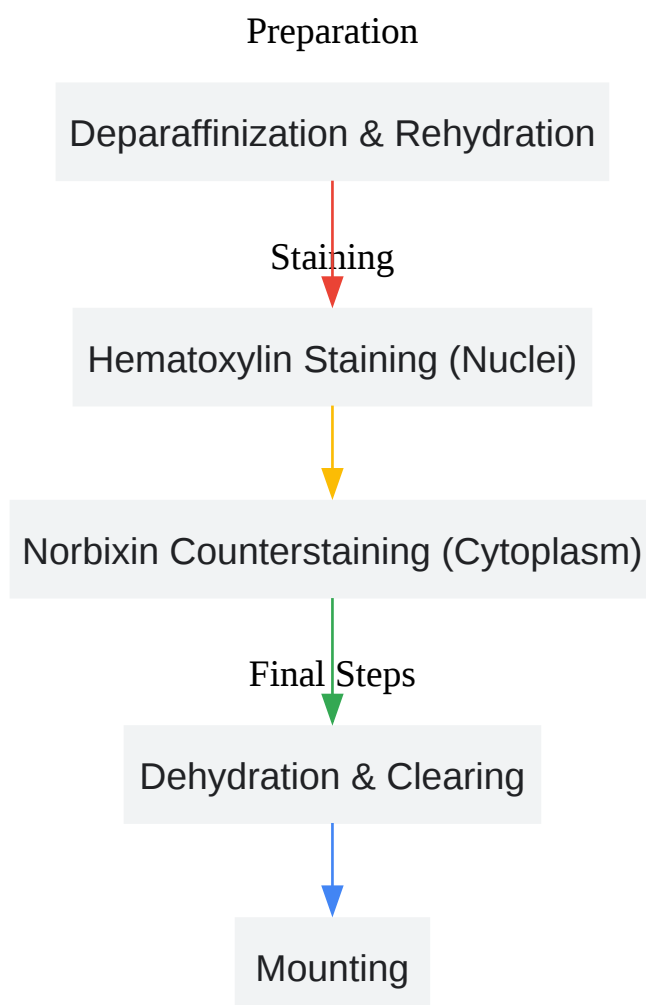 Preparation
Deparaffinization & Rehydration
Staining
Hematoxylin Staining (Nuclei)
Norbixin Counterstaining (Cytoplasm)
Final Steps
Dehydration & Clearing
Mounting